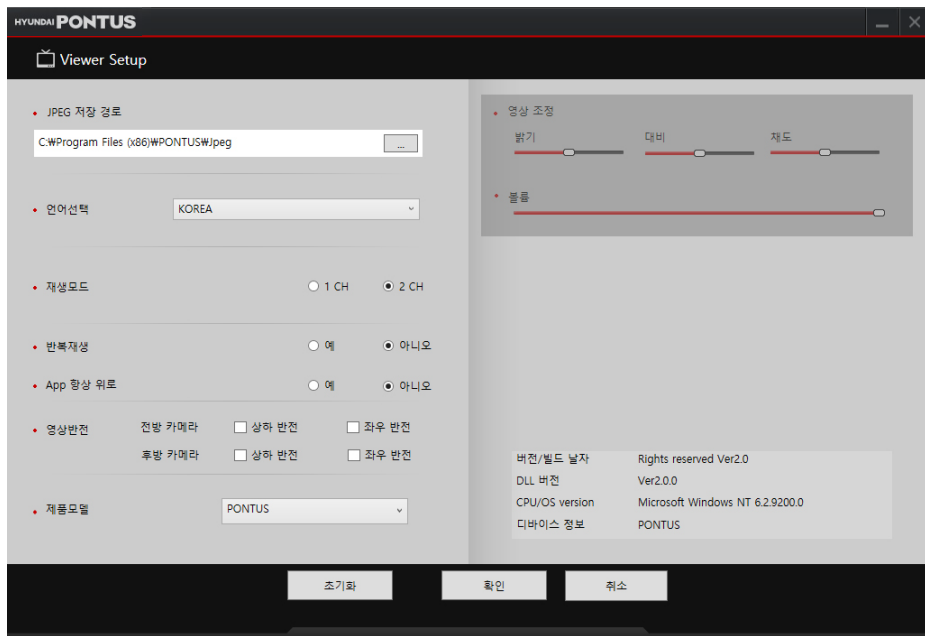 HYUNDAI PONTUS
Viewer Setup
JPEG 저장 경로
C:₩Program Files (x86)₩PONTUS₩Jpeg
...
언어선택 KOREA
재생모드 1 CH 2 CH
반복재생 예 아니오
App 항상 위로 예 아니오
영상반전 전방 카메라 상하 반전 좌우 반전
후방 카메라 상하 반전 좌우 반전
제품모델 PONTUS
영상 조정
밝기 대비 채도
볼륨
버전/빌드 날자 Rights reserved Ver2.0
DLL 버전 Ver2.0.0
CPU/OS version Microsoft Windows NT 6.2.9200.0
디바이스 정보 PONTUS
초기화 확인 취소